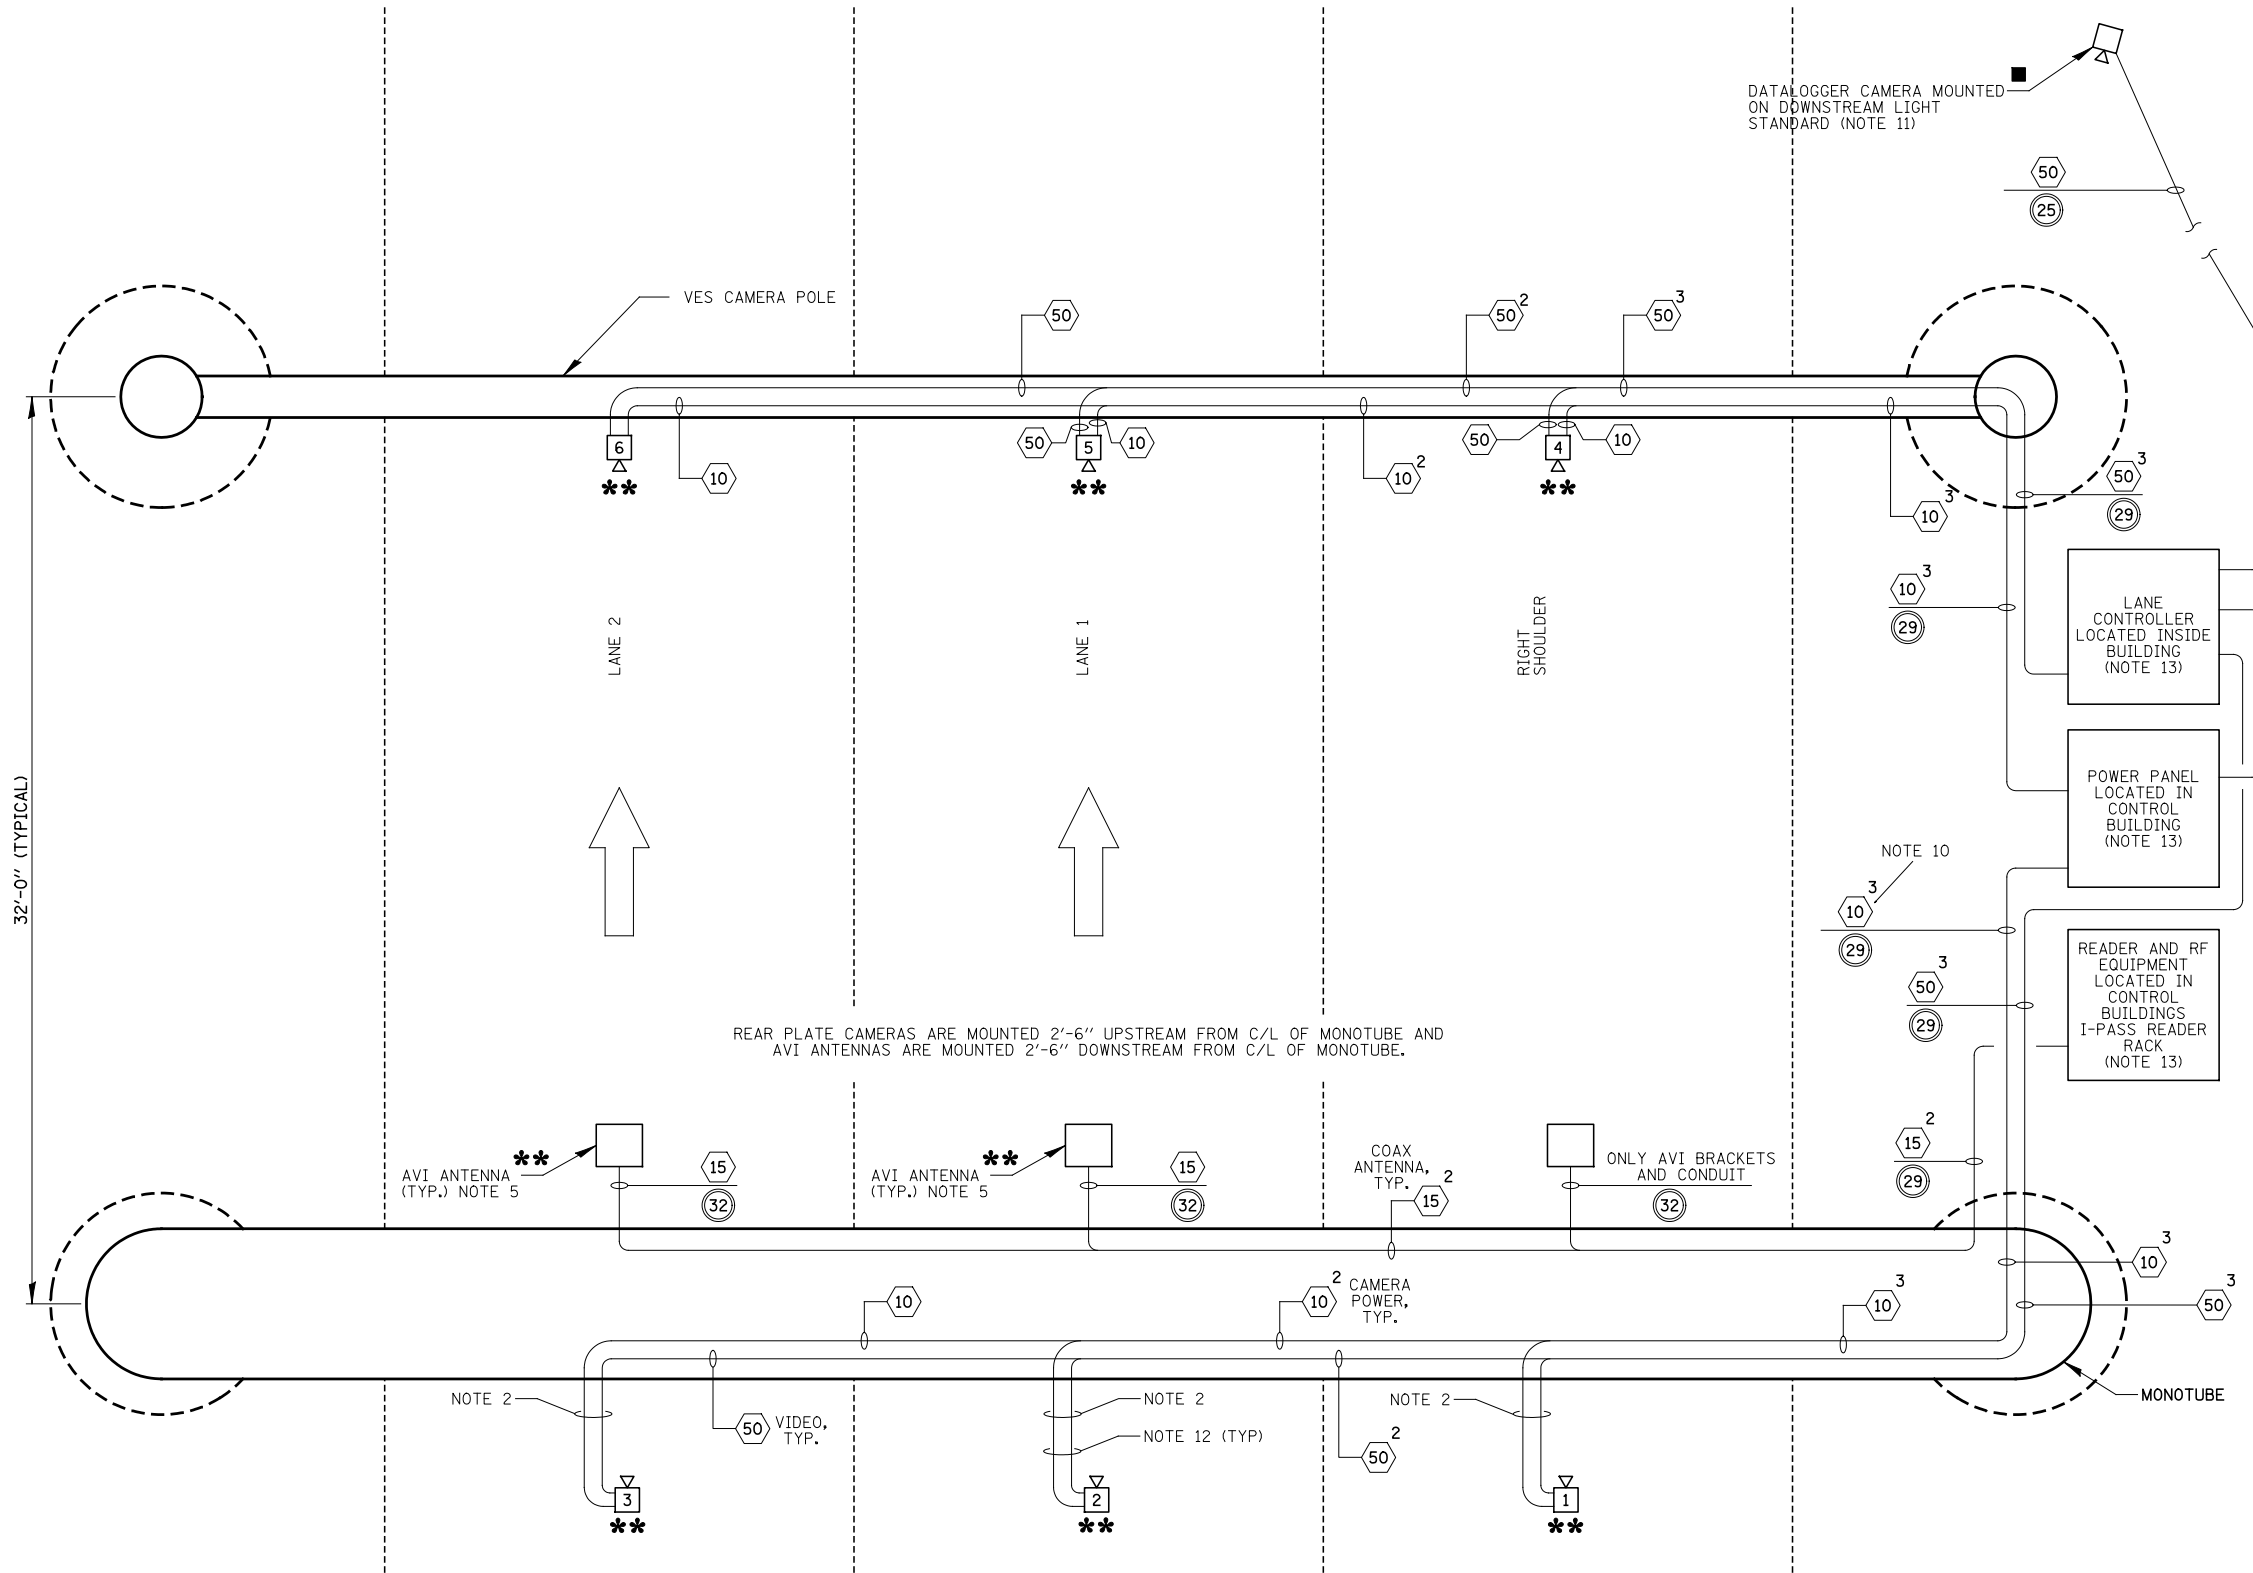 DATALOGGER CAMERA MOUNTED
ON DOWNSTREAM LIGHT
STANDARD (NOTE 11)
50
25
VES CAMERA POLE
50
50 2
50 3
6
**
10
50
5
10
**
10 2
50
4
10
**
10 3
50 3
29
10 3
29
LANE
CONTROLLER
LOCATED INSIDE
BUILDING
(NOTE 13)
LANE 2
LANE 1
RIGHT
SHOULDER
32'-0" (TYPICAL)
POWER PANEL
LOCATED IN
CONTROL
BUILDING
(NOTE 13)
NOTE 10
10 3
29
50 3
29
READER AND RF
EQUIPMENT
LOCATED IN
CONTROL
BUILDINGS
I-PASS READER
RACK
(NOTE 13)
REAR PLATE CAMERAS ARE MOUNTED 2'-6" UPSTREAM FROM C/L OF MONOTUBE AND
AVI ANTENNAS ARE MOUNTED 2'-6" DOWNSTREAM FROM C/L OF MONOTUBE.
**
AVI ANTENNA
(TYP.) NOTE 5
15
32
**
AVI ANTENNA
(TYP.) NOTE 5
15
32
COAX
ANTENNA,
TYP.
15 2
ONLY AVI BRACKETS
AND CONDUIT
32
15 2
29
10 3
50 3
10
10 2
CAMERA
POWER,
TYP.
10 3
MONOTUBE
NOTE 2
50
VIDEO,
TYP.
NOTE 2
NOTE 12 (TYP)
50 2
NOTE 2
3
**
2
**
1
**